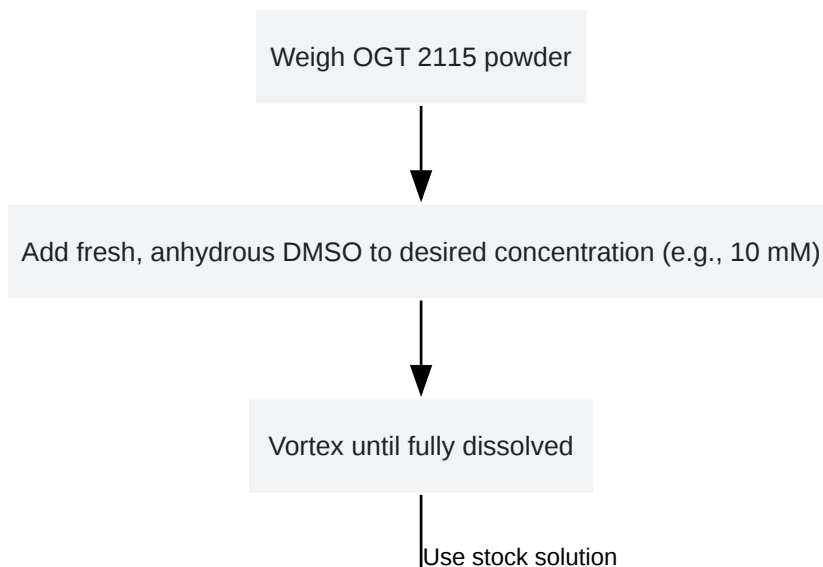 Weigh OGT 2115 powder
Add fresh, anhydrous DMSO to desired concentration (e.g., 10 mM)
Vortex until fully dissolved
Use stock solution